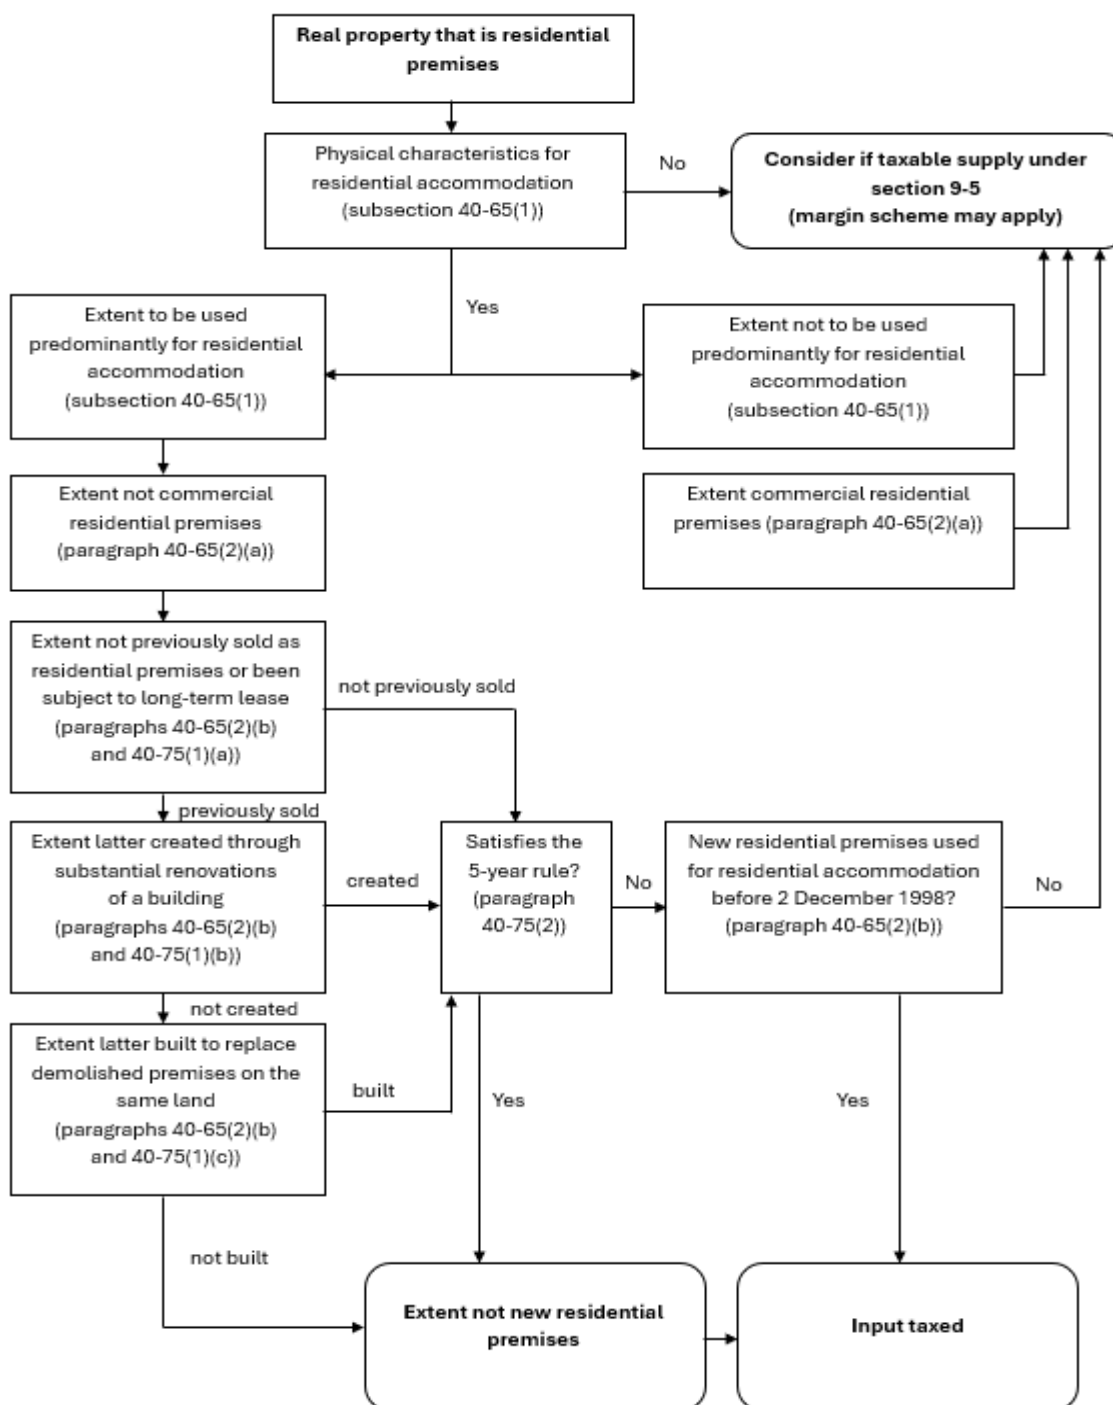 Real property that is residential
premises
Physical characteristics for
residential accommodation
(subsection 40-65(1))
No
Consider if taxable supply under
section 9-5
(margin scheme may apply)
Yes
Extent to be used
predominantly for residential
accommodation
(subsection 40-65(1))
Extent not to be used
predominantly for residential
accommodation
(subsection 40-65(1))
Extent not commercial
residential premises
(paragraph 40-65(2)(a))
Extent commercial residential
premises (paragraph 40-65(2)(a))
Extent not previously sold as
residential premises or been
subject to long-term lease
(paragraphs 40-65(2)(b)
and 40-75(1)(a))
not previously sold
previously sold
Extent latter created through
substantial renovations
of a building
(paragraphs 40-65(2)(b)
and 40-75(1)(b))
created
Satisfies the
5-year rule?
(paragraph
40-75(2))
No
New residential premises used
for residential accommodation
before 2 December 1998?
(paragraph 40-65(2)(b))
No
not created
Extent latter built to replace
demolished premises on the
same land
(paragraphs 40-65(2)(b)
and 40-75(1)(c))
built
Yes
Yes
not built
Extent not new residential
premises
Input taxed